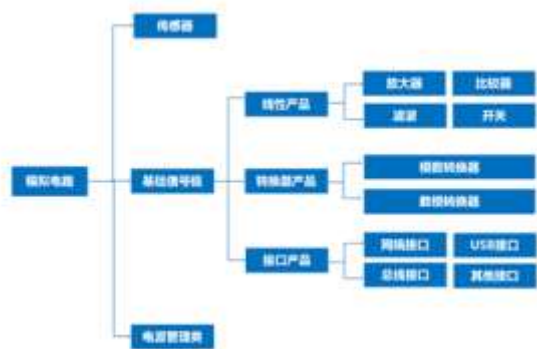 传感器
放大器 比较器
线性产品
滤波 开关
模拟电路
基础信号链
转换器产品
模数转换器
数模转换器
网络接口 USB接口
接口产品
总线接口 其他接口
电源管理类